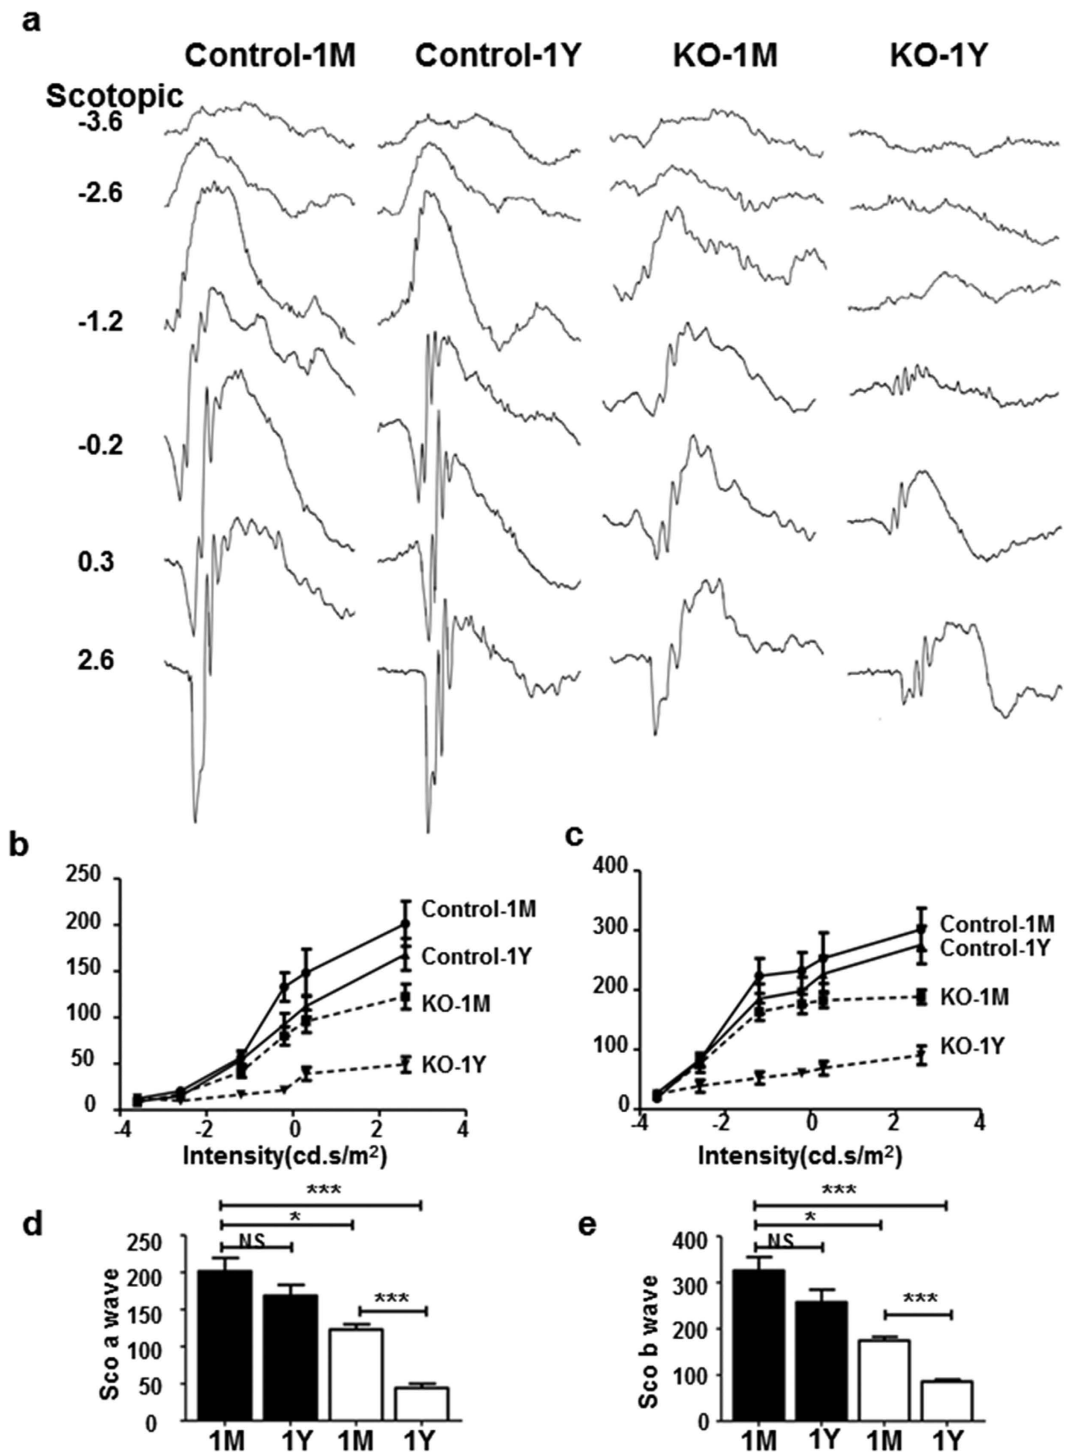 a
Control-1M Control-1Y KO-1M KO-1Y
Scotopic
-3.6
-2.6
-1.2
-0.2
0.3
2.6
b
250
200
150
100
50
0
-4 -2 0 2 4
Intensity(cd.s/m²)
Control-1M
Control-1Y
KO-1M
KO-1Y
c
400
300
200
100
0
-4 -2 0 2 4
Intensity(cd.s/m²)
Control-1M
Control-1Y
KO-1M
KO-1Y
d
***
*
NS
***
250
200
150
100
50
0
Sco a wave
1M 1Y 1M 1Y
e
***
*
NS
***
400
300
200
100
0
Sco b wave
1M 1Y 1M 1Y